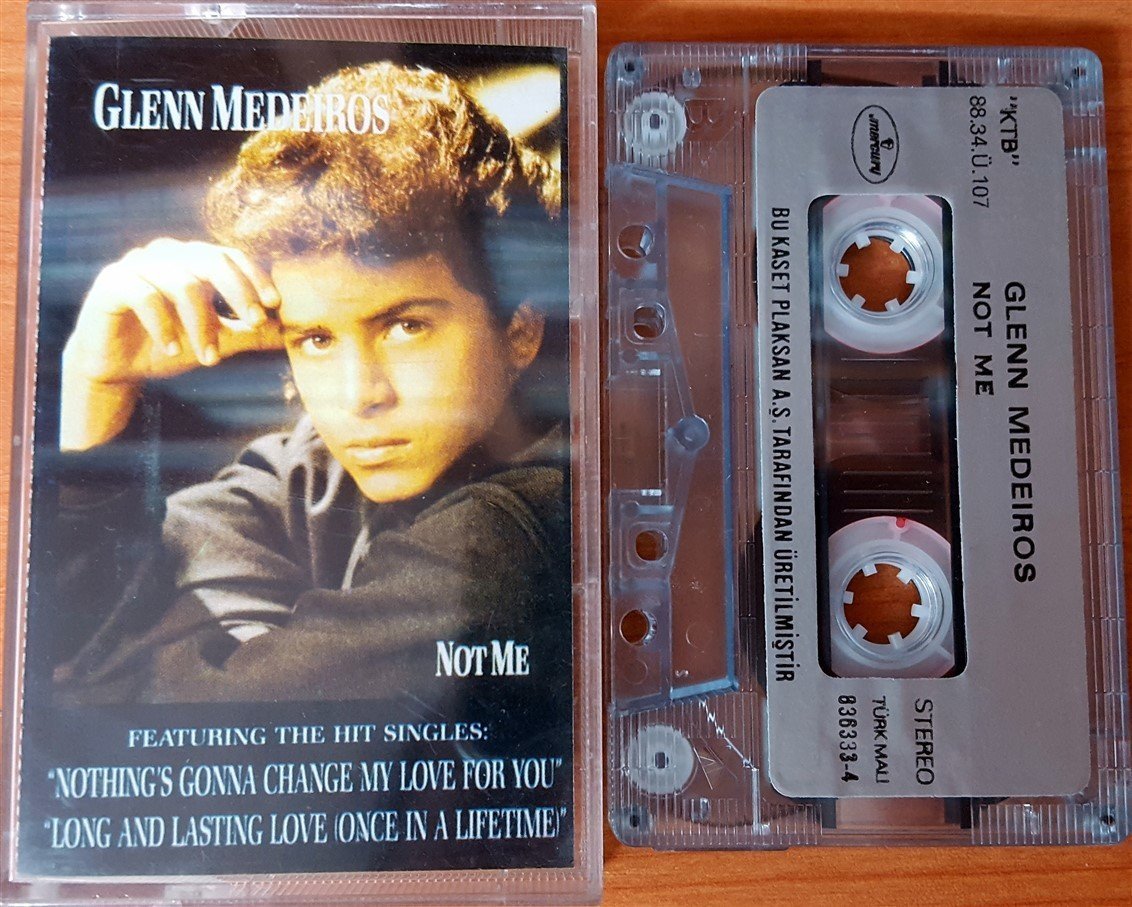 GLENN MEDEIROS
NOT ME
FEATURING THE HIT SINGLES:
"NOTHING'S GONNA CHANGE MY LOVE FOR YOU"
"LONG AND LASTING LOVE (ONCE IN A LIFETIME)"
B
"KTB"
88.34.Ü.107
mercury
GLENN MEDEIROS
NOT ME
BU KASET PLAKSAN A.Ş. TARAFINDAN ÜRETİLMİŞTİR
STEREO
TÜRK MALI
836333-4